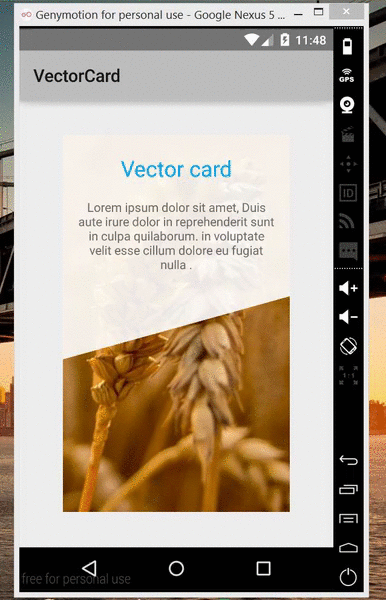 Genymotion for personal use - Google Nexus 5 ...
11:48
VectorCard
GPS
Vector card
Lorem ipsum dolor sit amet, Duis
aute irure dolor in reprehenderit sunt
in culpa quilaborum. in voluptate
velit esse cillum dolore eu fugiat
nulla .
ID
1:1
free for personal use